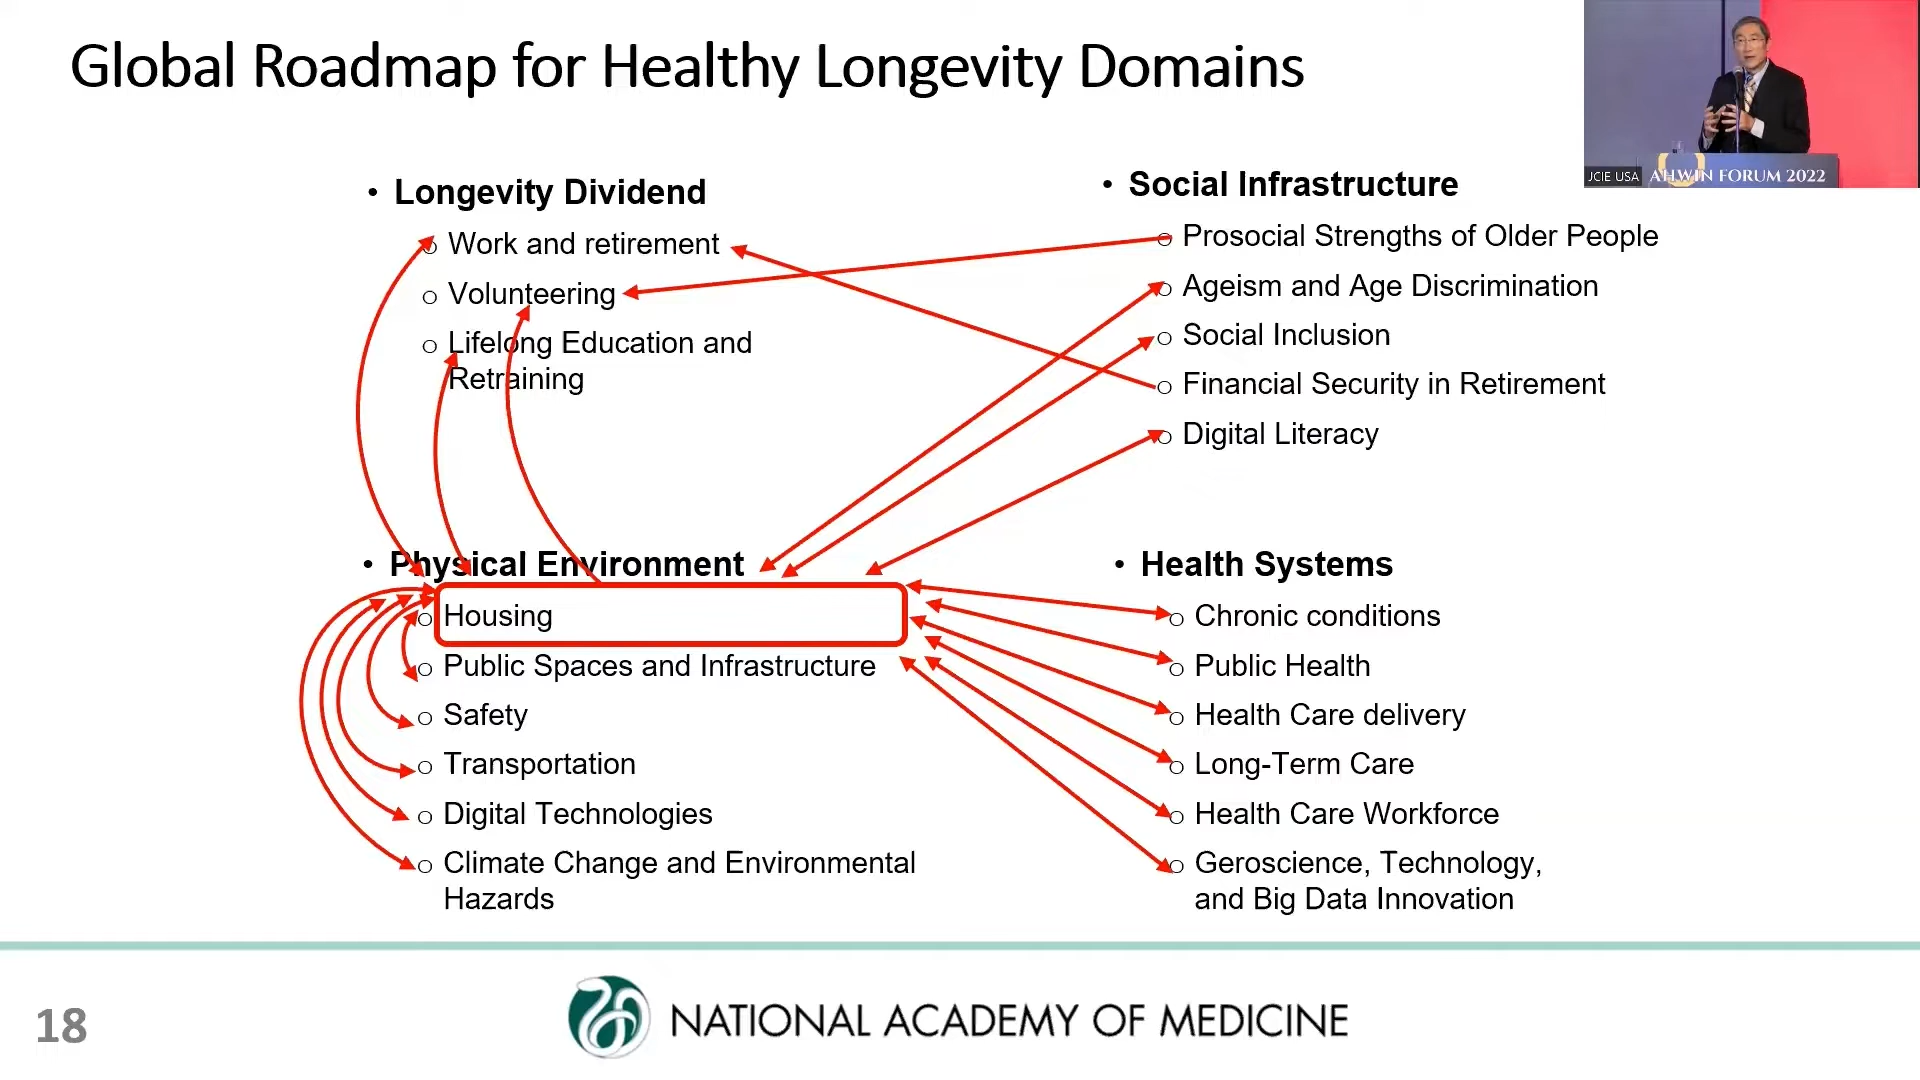 Global Roadmap for Healthy Longevity Domains
JCIE USA
AHWIN FORUM 2022
• Longevity Dividend
o Work and retirement
o Volunteering
o Lifelong Education and
Retraining
• Social Infrastructure
o Prosocial Strengths of Older People
o Ageism and Age Discrimination
o Social Inclusion
o Financial Security in Retirement
o Digital Literacy
• Physical Environment
o Housing
o Public Spaces and Infrastructure
o Safety
o Transportation
o Digital Technologies
o Climate Change and Environmental
Hazards
• Health Systems
o Chronic conditions
o Public Health
o Health Care delivery
o Long-Term Care
o Health Care Workforce
o Geroscience, Technology,
and Big Data Innovation
18
NATIONAL ACADEMY OF MEDICINE